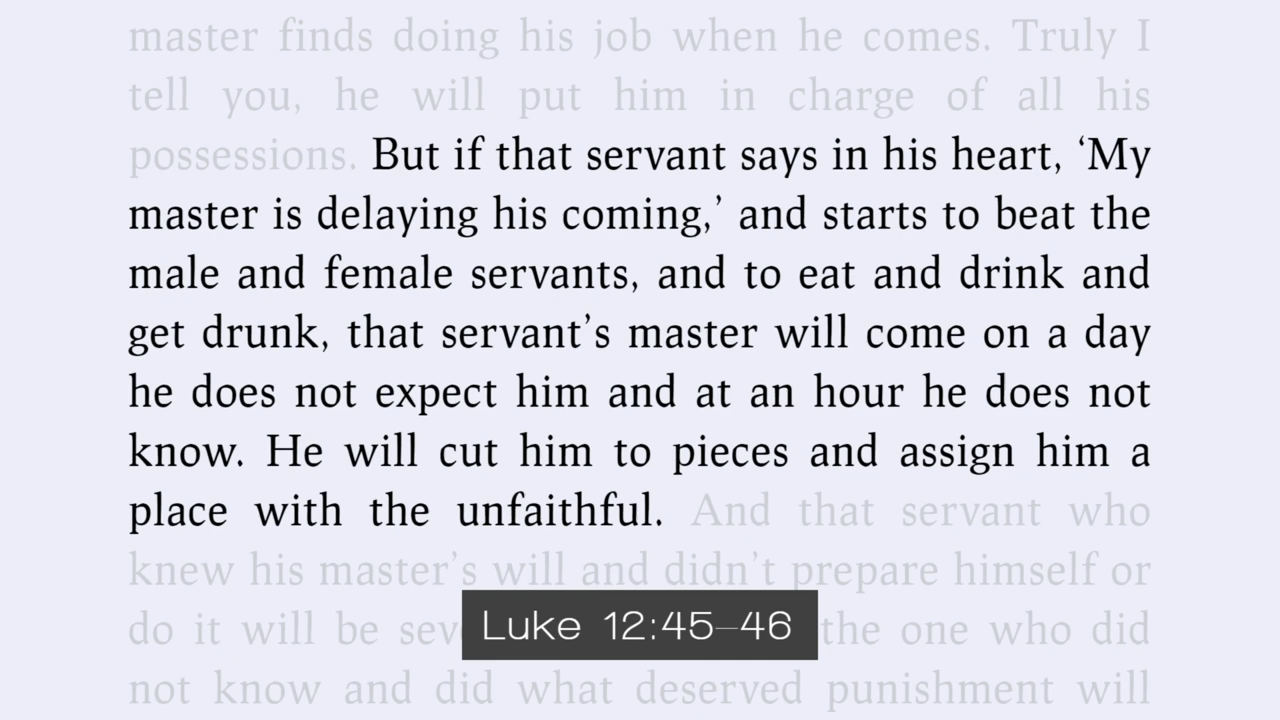 master finds doing his job when he comes. Truly I
tell you, he will put him in charge of all his
possessions. But if that servant says in his heart, ‘My
master is delaying his coming,’ and starts to beat the
male and female servants, and to eat and drink and
get drunk, that servant’s master will come on a day
he does not expect him and at an hour he does not
know. He will cut him to pieces and assign him a
place with the unfaithful. And that servant who
knew his master’s will and didn’t prepare himself or
do it will be the one who did
Luke 12:45–46
not know and did what deserved punishment will